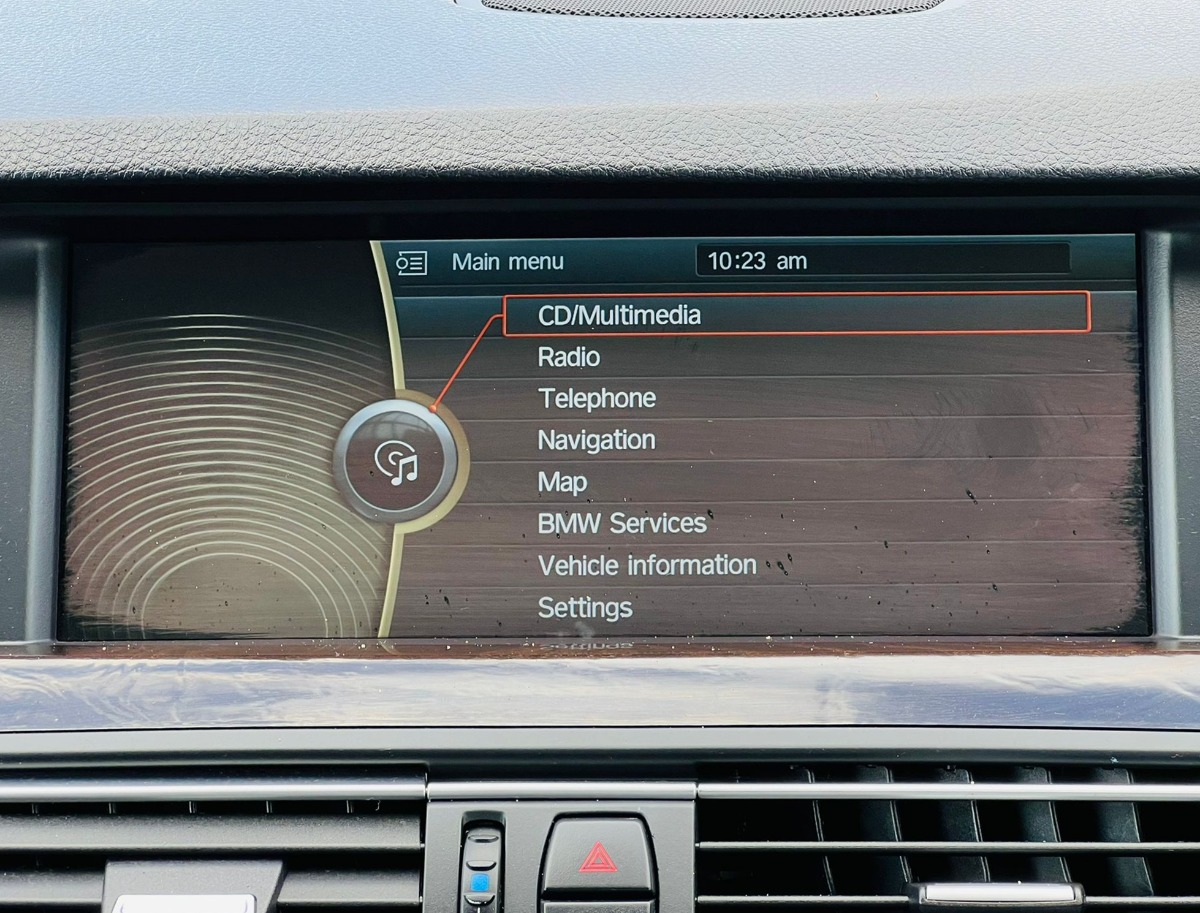 Main menu
10:23 am
CD/Multimedia
Radio
Telephone
Navigation
Map
BMW Services
Vehicle information
Settings